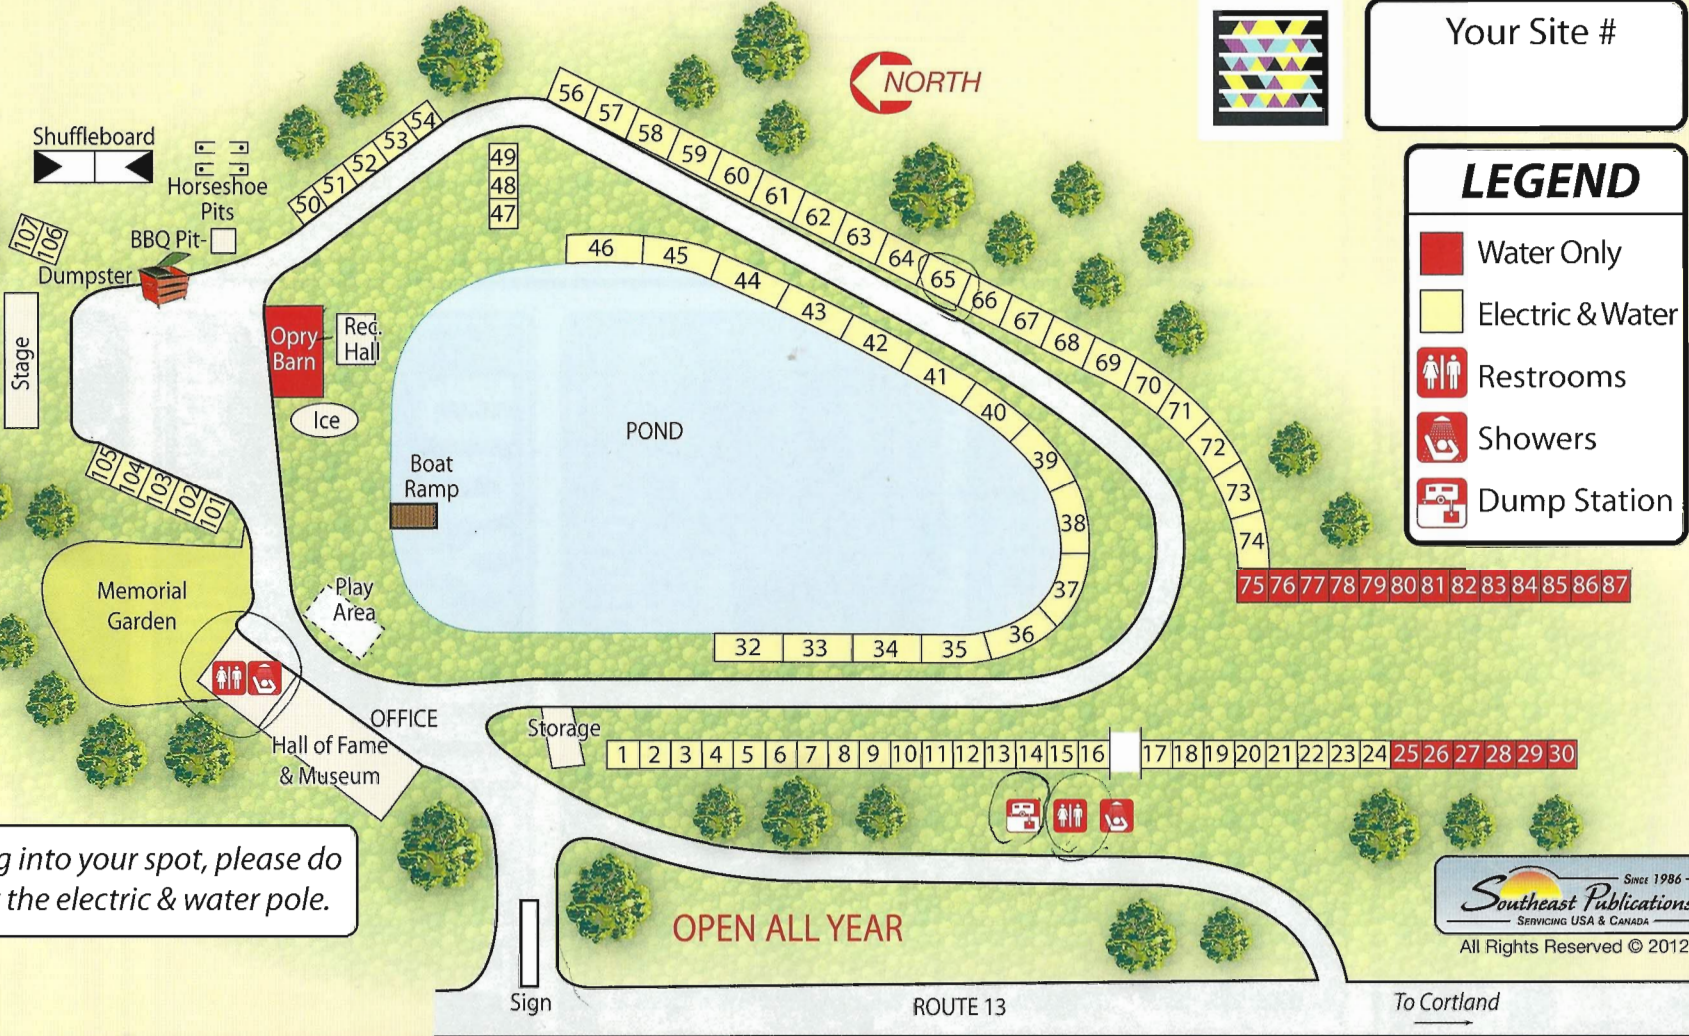 Your Site #
NORTH
LEGEND
Water Only
Electric & Water
Restrooms
Showers
Dump Station
Shuffleboard
Horseshoe
Pits
BBQ Pit-
Dumpster
107
106
Stage
50
51
52
53
54
49
48
47
56
57
58
59
60
61
62
63
64
65
66
67
68
69
70
71
72
73
74
75 76 77 78 79 80 81 82 83 84 85 86 87
46
45
44
43
42
41
40
39
38
37
36
35
34
33
32
Opry
Barn
Rec.
Hall
Ice
POND
Boat
Ramp
105
104
103
102
101
Memorial
Garden
Play
Area
OFFICE
Hall of Fame
& Museum
Storage
1 2 3 4 5 6 7 8 9 10 11 12 13 14 15 16 17 18 19 20 21 22 23 24 25 26 27 28 29 30
g into your spot, please do
the electric & water pole.
OPEN ALL YEAR
Since 1986 -
Southeast Publications
Servicing USA & Canada
All Rights Reserved © 2012
Sign
ROUTE 13
To Cortland